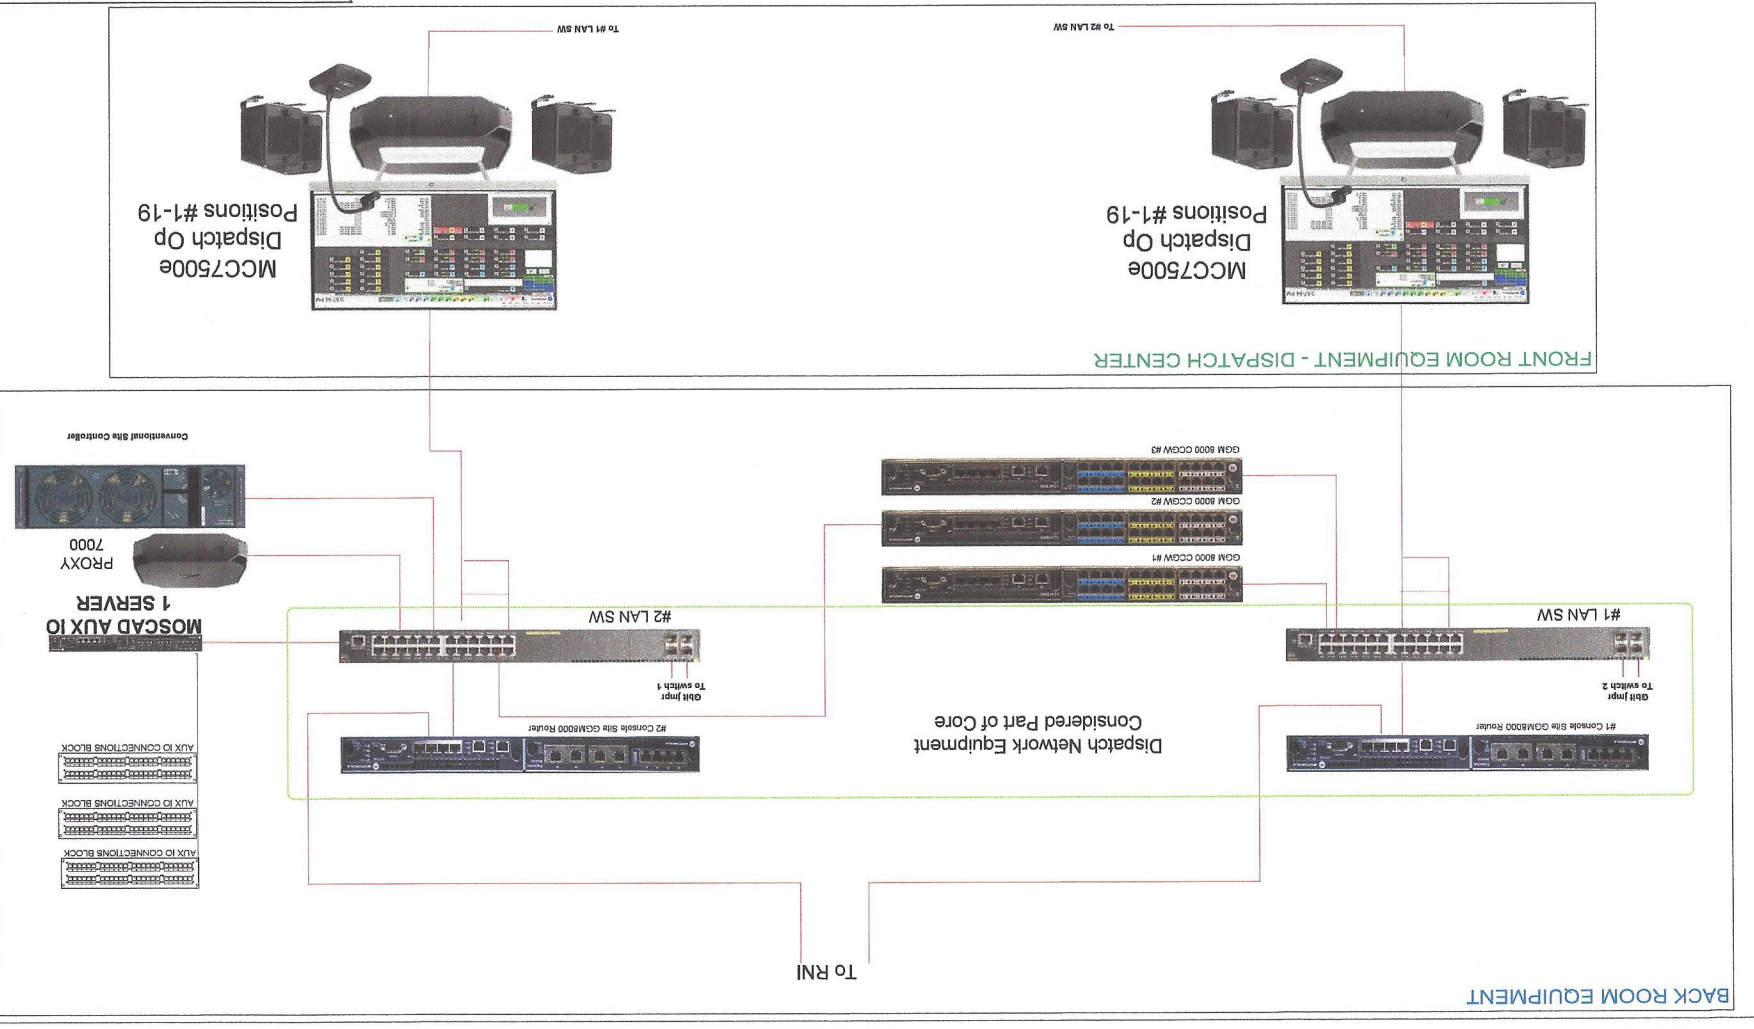 BACK ROOM EQUIPMENT
To RNI
AUX IO CONNECTIONS BLOCK
AUX IO CONNECTIONS BLOCK
AUX IO CONNECTIONS BLOCK
#1 Console Site GGM8000 Router
Dispatch Network Equipment
Considered Part of Core
#2 Console Site GGM8000 Router
Gbit jmpr
To switch 2
Gbit jmpr
To switch 1
#1 LAN SW
#2 LAN SW
MOSCAD AUX IO
1 SERVER
GGM 8000 CCGW #1
GGM 8000 CCGW #2
GGM 8000 CCGW #3
PROXY
7000
Conventional Site Controller
FRONT ROOM EQUIPMENT - DISPATCH CENTER
MCC7500e
Dispatch Op
Positions #1-19
MCC7500e
Dispatch Op
Positions #1-19
To #2 LAN SW
To #1 LAN SW